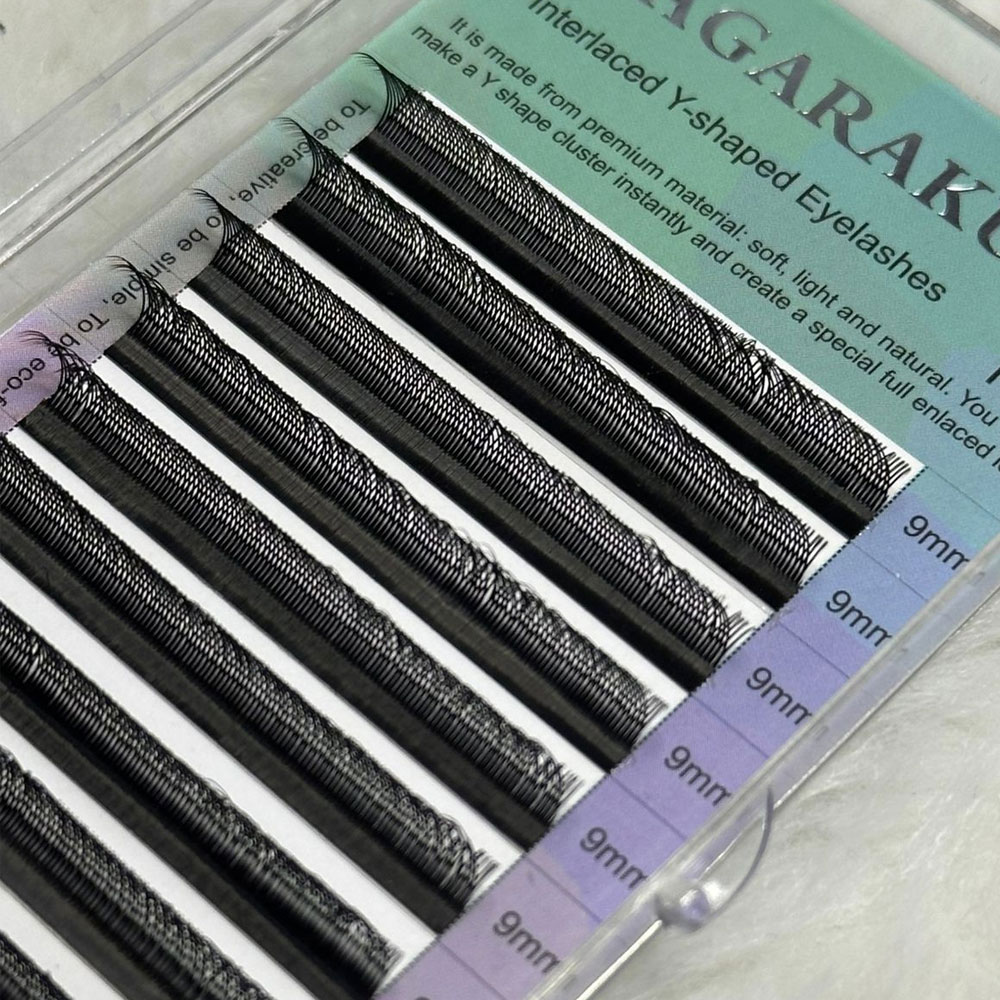 AGARAK
Interlaced Y-shaped Eyelashes
It is made from premium material: soft, light and natural. You
make a Y shape cluster instantly and create a special full enlaced
To be creative,
To be simple,
To be eco-f
9mm
9mm
9mm
9mm
9mm
9mm